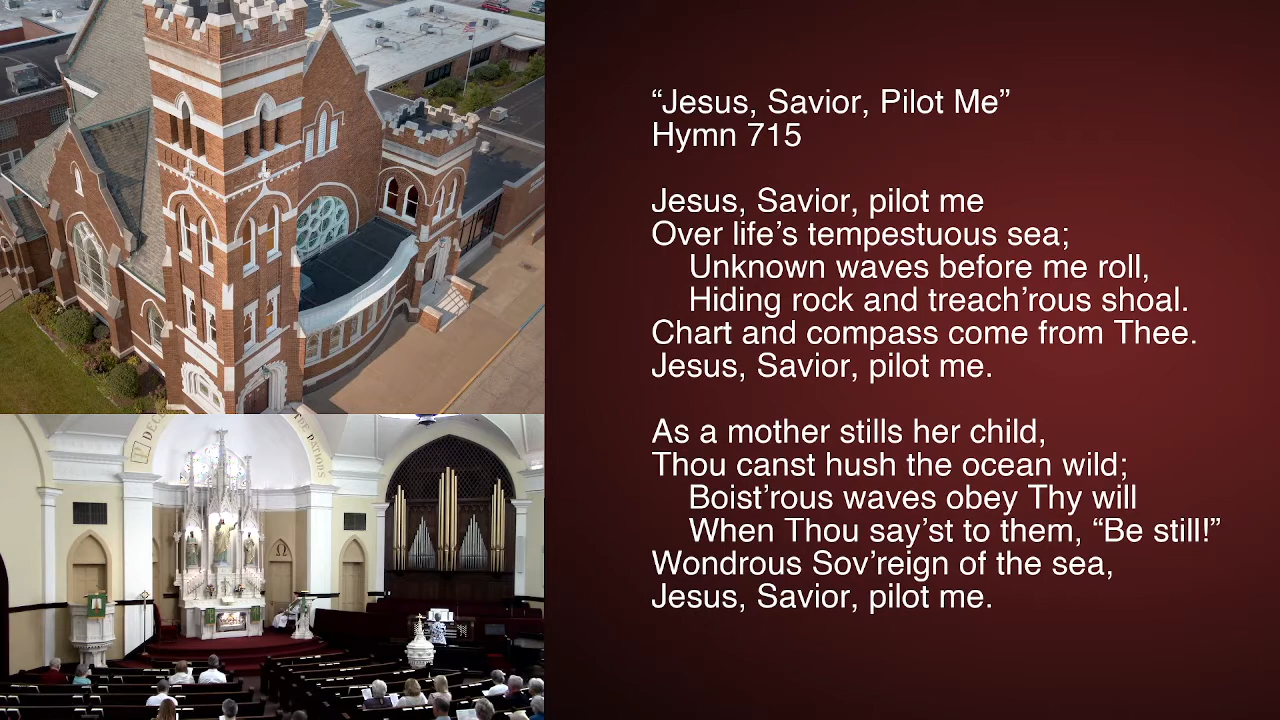 “Jesus, Savior, Pilot Me”
Hymn 715
Jesus, Savior, pilot me
Over life’s tempestuous sea;
Unknown waves before me roll,
Hiding rock and treach’rous shoal.
Chart and compass come from Thee.
Jesus, Savior, pilot me.
As a mother stills her child,
Thou canst hush the ocean wild;
Boist’rous waves obey Thy will
When Thou say’st to them, “Be still!”
Wondrous Sov’reign of the sea,
Jesus, Savior, pilot me.
Ω